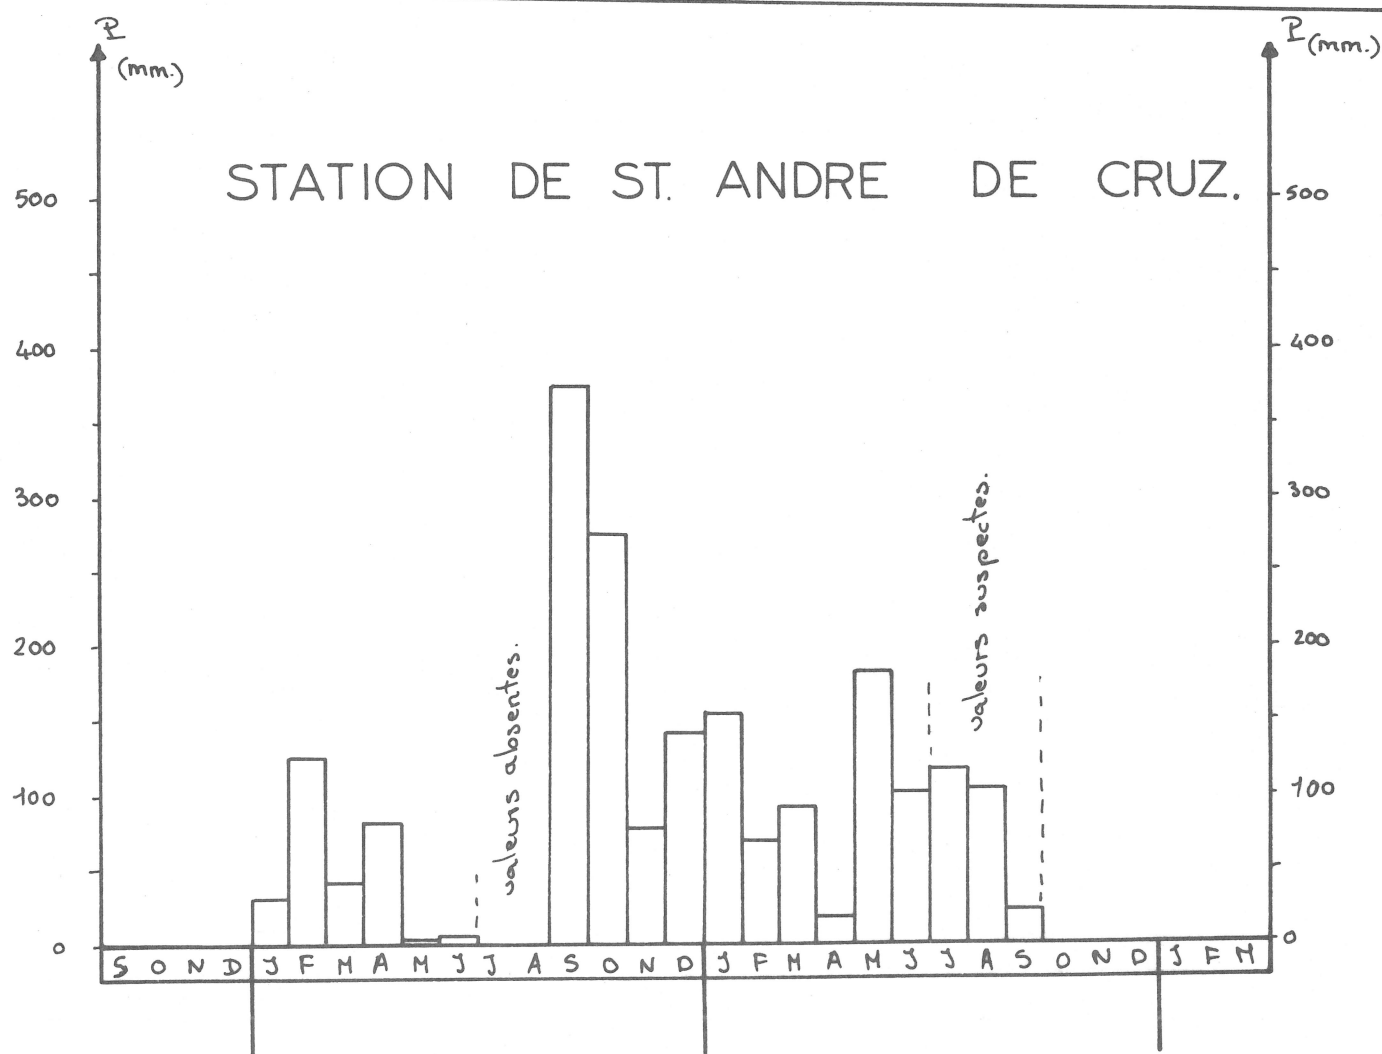 P
(mm.)
P
(mm.)
STATION DE ST. ANDRE DE CRUZ.
500
400
300
200
100
0
500
400
300
200
100
0
valeurs absentes.
valeurs suspectes.
S O N D J F M A M J J A S O N D J F M A M J J A S O N D J F M